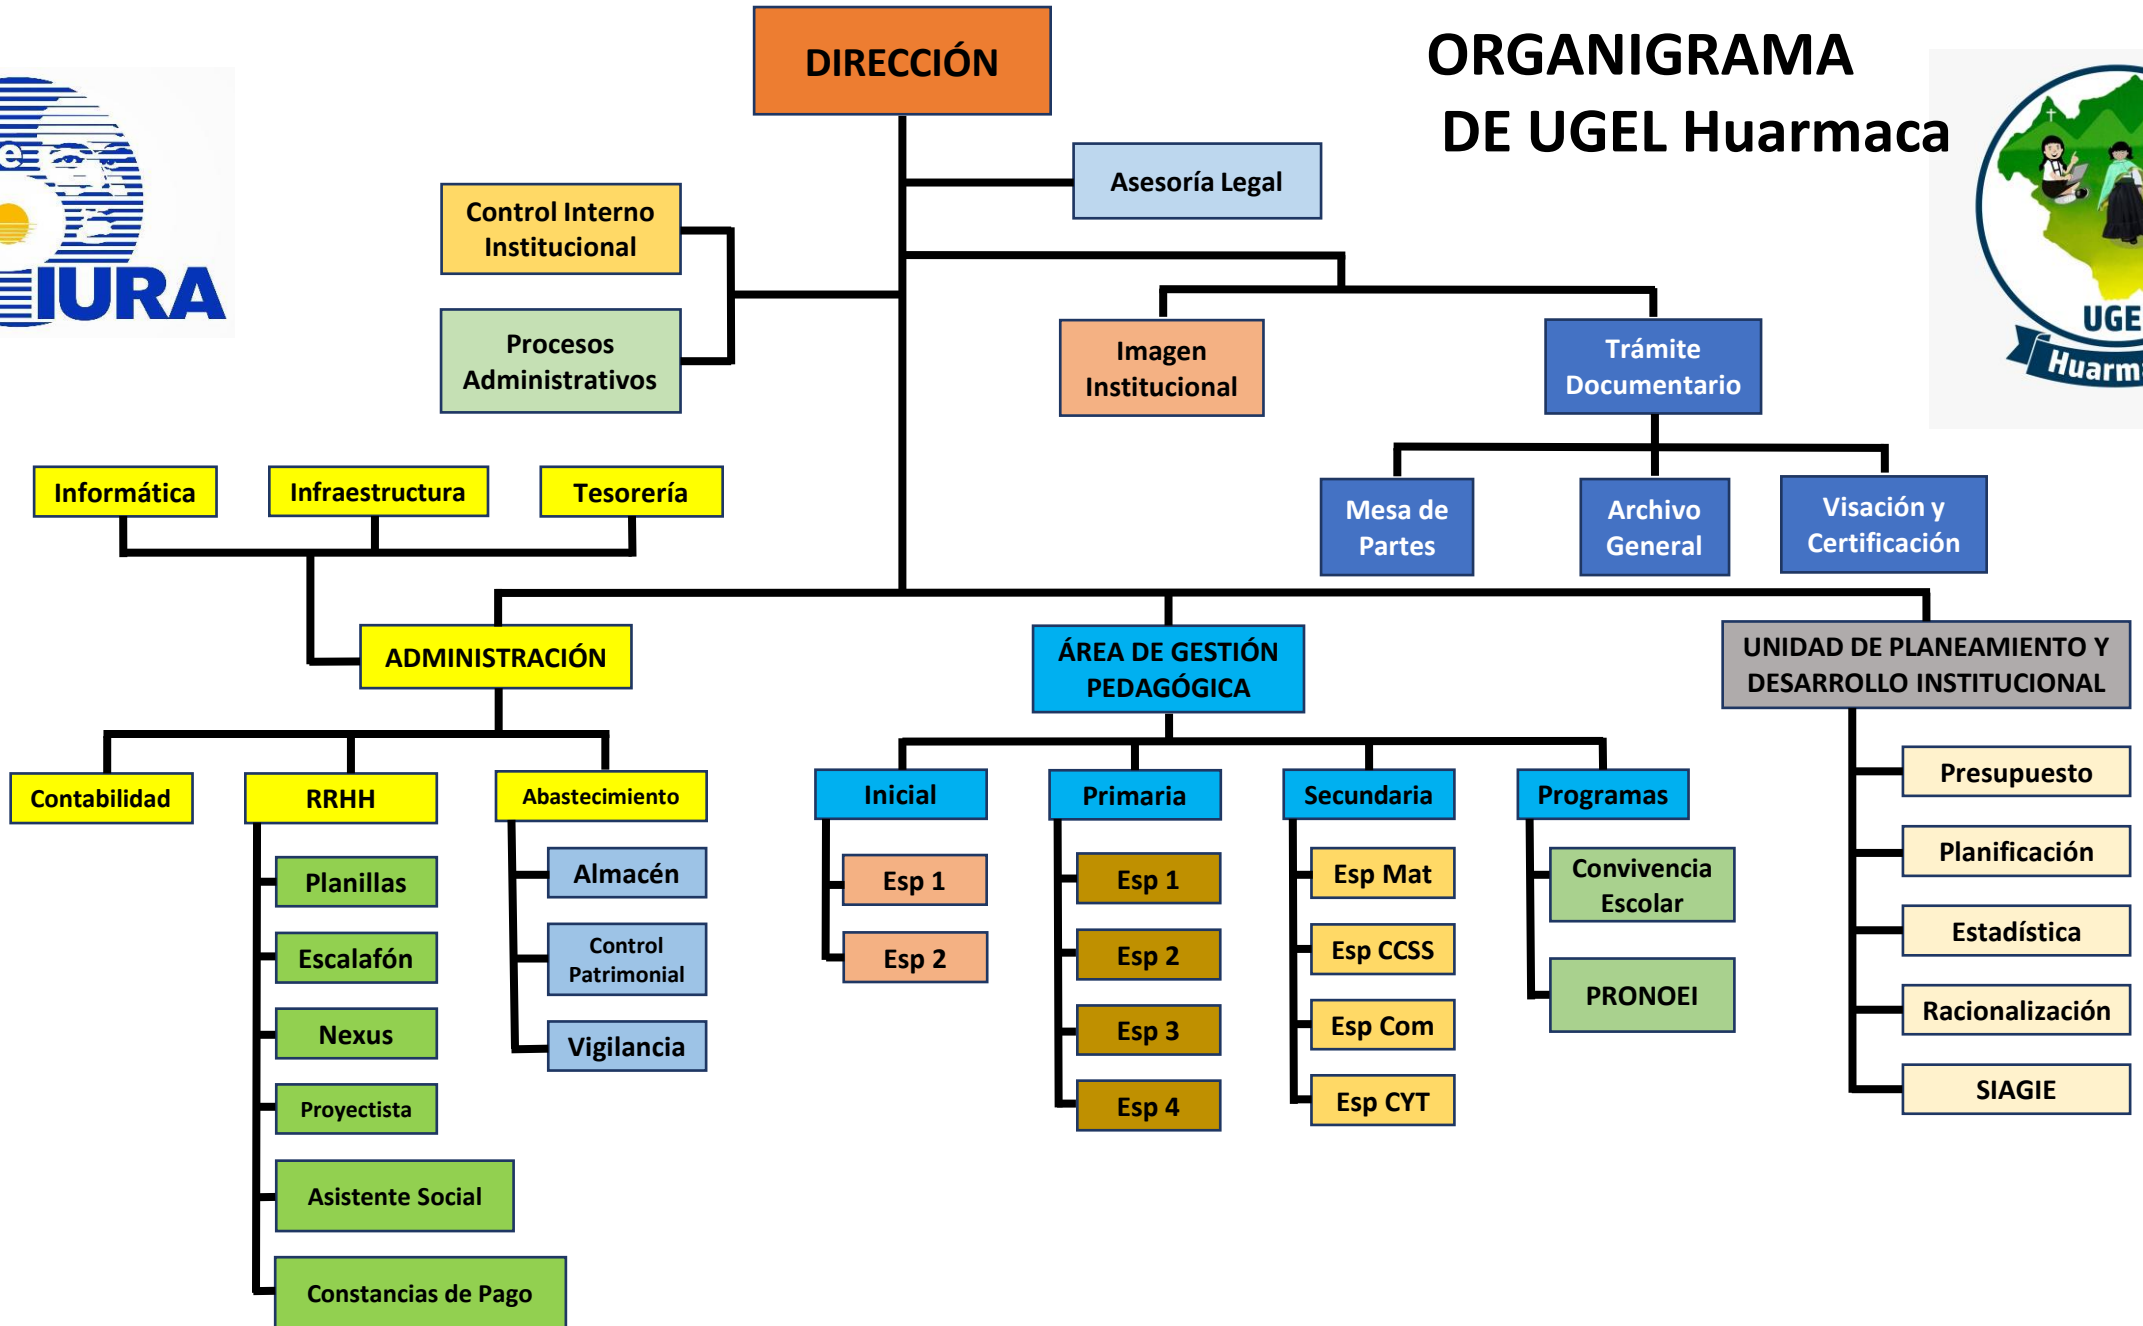 DIRECCIÓN
ORGANIGRAMA
DE UGEL Huarmaca
e
IURA
UGE
Asesoría Legal
Control Interno
Institucional
Procesos
Administrativos
Imagen
Institucional
Trámite
Documentario
Mesa de
Partes
Archivo
General
Visación y
Certificación
Informática
Infraestructura
Tesorería
ADMINISTRACIÓN
ÁREA DE GESTIÓN
PEDAGÓGICA
UNIDAD DE PLANEAMIENTO Y
DESARROLLO INSTITUCIONAL
Contabilidad
RRHH
Abastecimiento
Planillas
Escalafón
Nexus
Proyectista
Asistente Social
Constancias de Pago
Almacén
Control
Patrimonial
Vigilancia
Inicial
Esp 1
Esp 2
Primaria
Esp 1
Esp 2
Esp 3
Esp 4
Secundaria
Esp Mat
Esp CCSS
Esp Com
Esp CYT
Programas
Convivencia
Escolar
PRONOEI
Presupuesto
Planificación
Estadística
Racionalización
SIAGIE